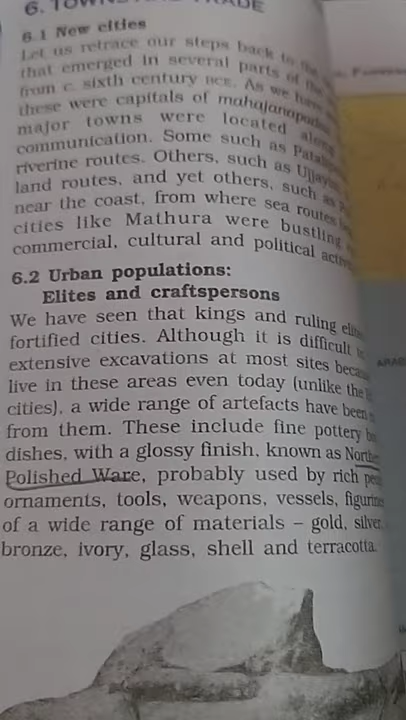 6. TOWNS AND TRADE
6.1 New cities
Let us retrace our steps back to the
that emerged in several parts of the
from c. sixth century BCE. As we have
these were capitals of mahajanapadas
major towns were located along
communication. Some such as
riverine routes. Others, such as
land routes, and yet others, such as
near the coast, from where sea routes
cities like Mathura were bustling
commercial, cultural and political
6.2 Urban populations:
Elites and craftspersons
We have seen that kings and ruling
fortified cities. Although it is difficult
extensive excavations at most sites
live in these areas even today (unlike the
cities), a wide range of artefacts have been
from them. These include fine pottery
dishes, with a glossy finish, known as
Polished Ware, probably used by rich
ornaments, tools, weapons, vessels,
of a wide range of materials – gold, silver,
bronze, ivory, glass, shell and terracotta.